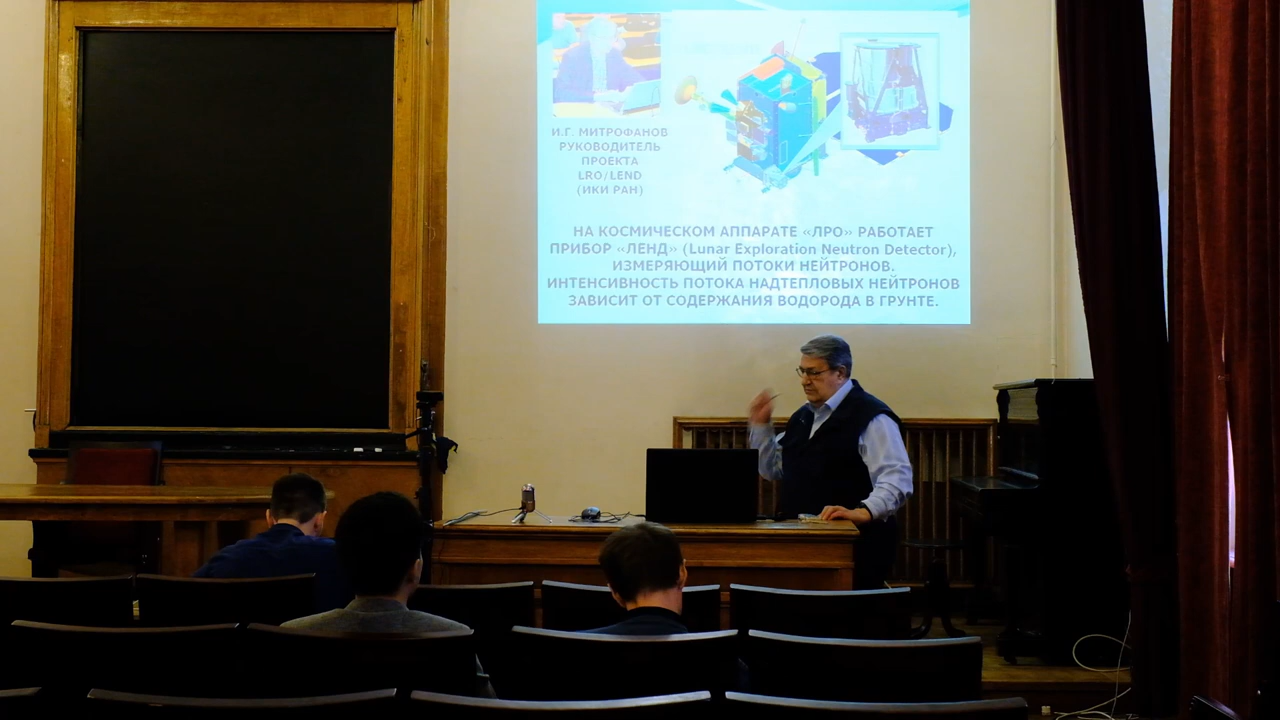 И.Г. МИТРОФАНОВ
РУКОВОДИТЕЛЬ
ПРОЕКТА
LRO/LEND
(ИКИ РАН)
НА КОСМИЧЕСКОМ АППАРАТЕ «ЛРО» РАБОТАЕТ
ПРИБОР «ЛЕНД» (Lunar Exploration Neutron Detector),
ИЗМЕРЯЮЩИЙ ПОТОКИ НЕЙТРОНОВ.
ИНТЕНСИВНОСТЬ ПОТОКА НАДТЕПЛОВЫХ НЕЙТРОНОВ
ЗАВИСИТ ОТ СОДЕРЖАНИЯ ВОДОРОДА В ГРУНТЕ.